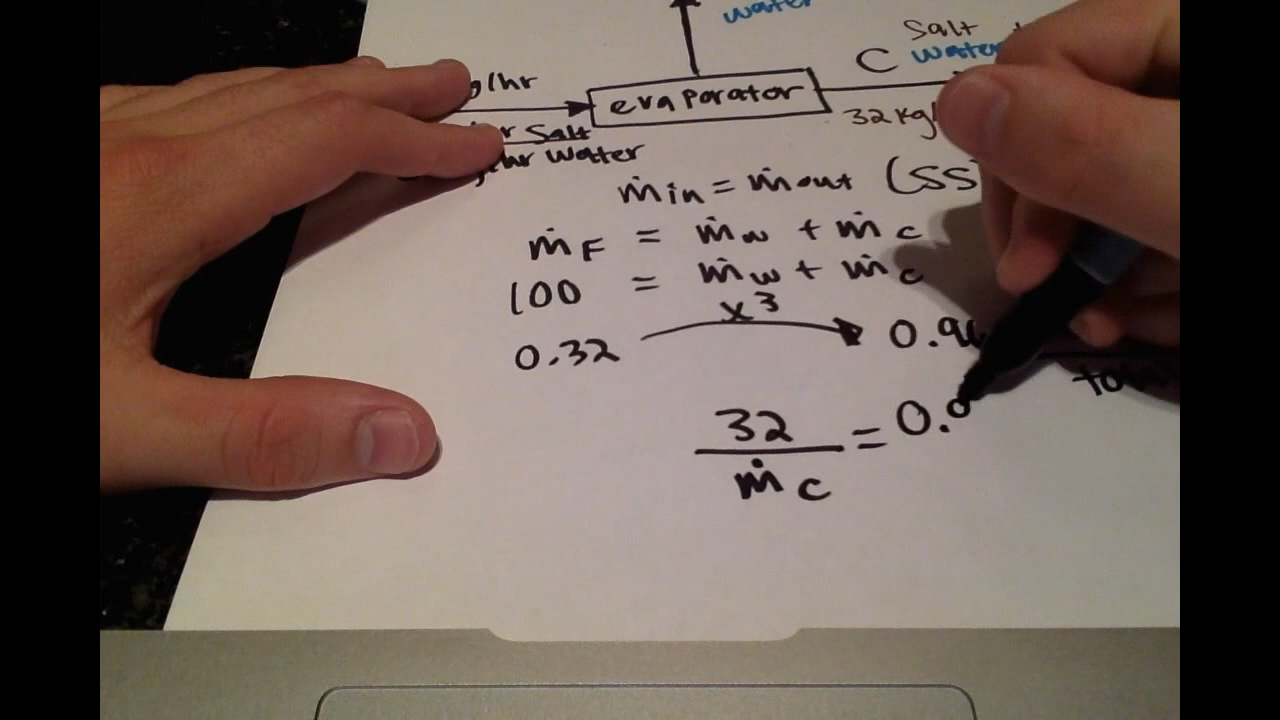 water
Salt
C water
/hr
evaporator
32 kg
Salt
hr water
ṁin = ṁout (SS)
ṁF = ṁw + ṁc
100 = ṁw + ṁc
x3
0.32 0.96
32 / ṁc = 0.